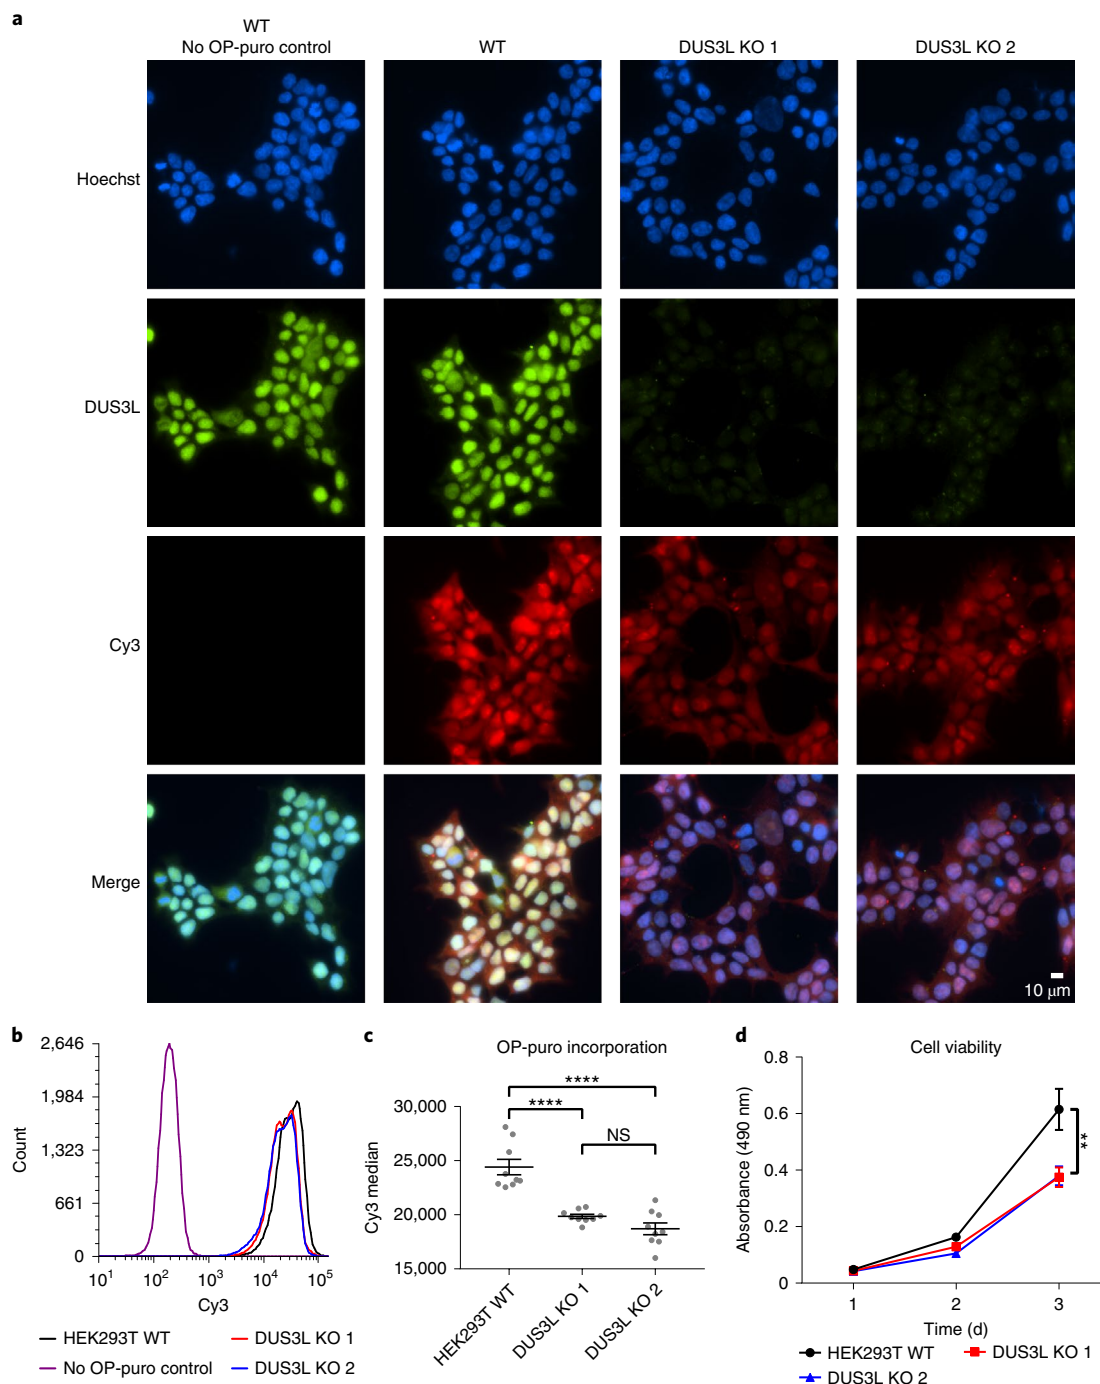 a
WT
No OP-puro control
WT
DUS3L KO 1
DUS3L KO 2
Hoechst
DUS3L
Cy3
Merge
10 μm
b
2,646
1,984
1,323
661
0
Count
10¹ 10² 10³ 10⁴ 10⁵
Cy3
HEK293T WT
DUS3L KO 1
No OP-puro control
DUS3L KO 2
c
OP-puro incorporation
****
****
NS
30,000
25,000
20,000
15,000
Cy3 median
HEK293T WT
DUS3L KO 1
DUS3L KO 2
d
Cell viability
0.8
0.6
0.4
0.2
0
Absorbance (490 nm)
**
1 2 3
Time (d)
HEK293T WT
DUS3L KO 1
DUS3L KO 2